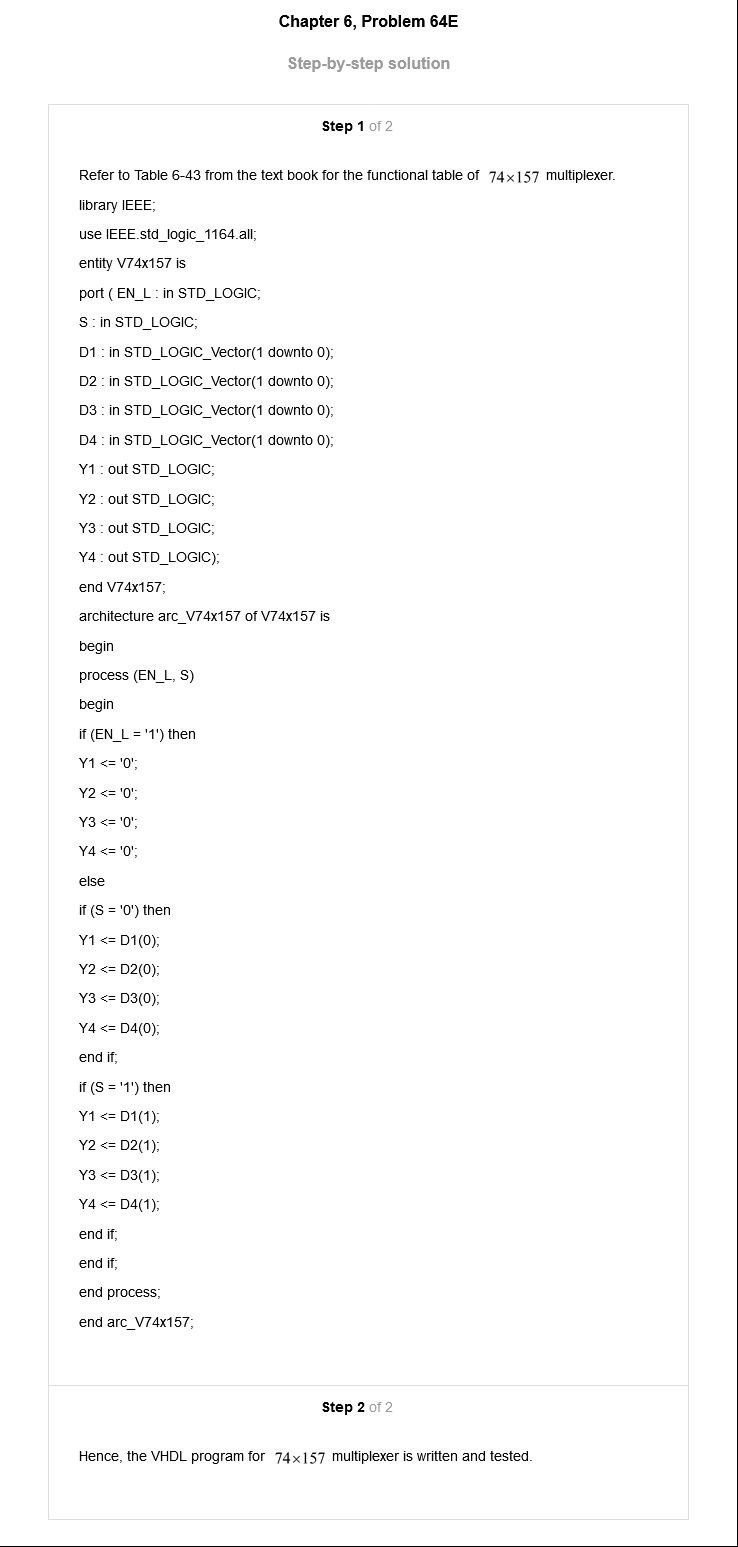 Chapter 6, Problem 64E
Step-by-step solution
Step 1 of 2
Refer to Table 6-43 from the text book for the functional table of 74×157 multiplexer.
library IEEE;
use IEEE.std_logic_1164.all;
entity V74x157 is
port ( EN_L : in STD_LOGIC;
S : in STD_LOGIC;
D1 : in STD_LOGIC_Vector(1 downto 0);
D2 : in STD_LOGIC_Vector(1 downto 0);
D3 : in STD_LOGIC_Vector(1 downto 0);
D4 : in STD_LOGIC_Vector(1 downto 0);
Y1 : out STD_LOGIC;
Y2 : out STD_LOGIC;
Y3 : out STD_LOGIC;
Y4 : out STD_LOGIC);
end V74x157;
architecture arc_V74x157 of V74x157 is
begin
process (EN_L, S)
begin
if (EN_L = '1') then
Y1 <= '0';
Y2 <= '0';
Y3 <= '0';
Y4 <= '0';
else
if (S = '0') then
Y1 <= D1(0);
Y2 <= D2(0);
Y3 <= D3(0);
Y4 <= D4(0);
end if;
if (S = '1') then
Y1 <= D1(1);
Y2 <= D2(1);
Y3 <= D3(1);
Y4 <= D4(1);
end if;
end if;
end process;
end arc_V74x157;
Step 2 of 2
Hence, the VHDL program for 74×157 multiplexer is written and tested.